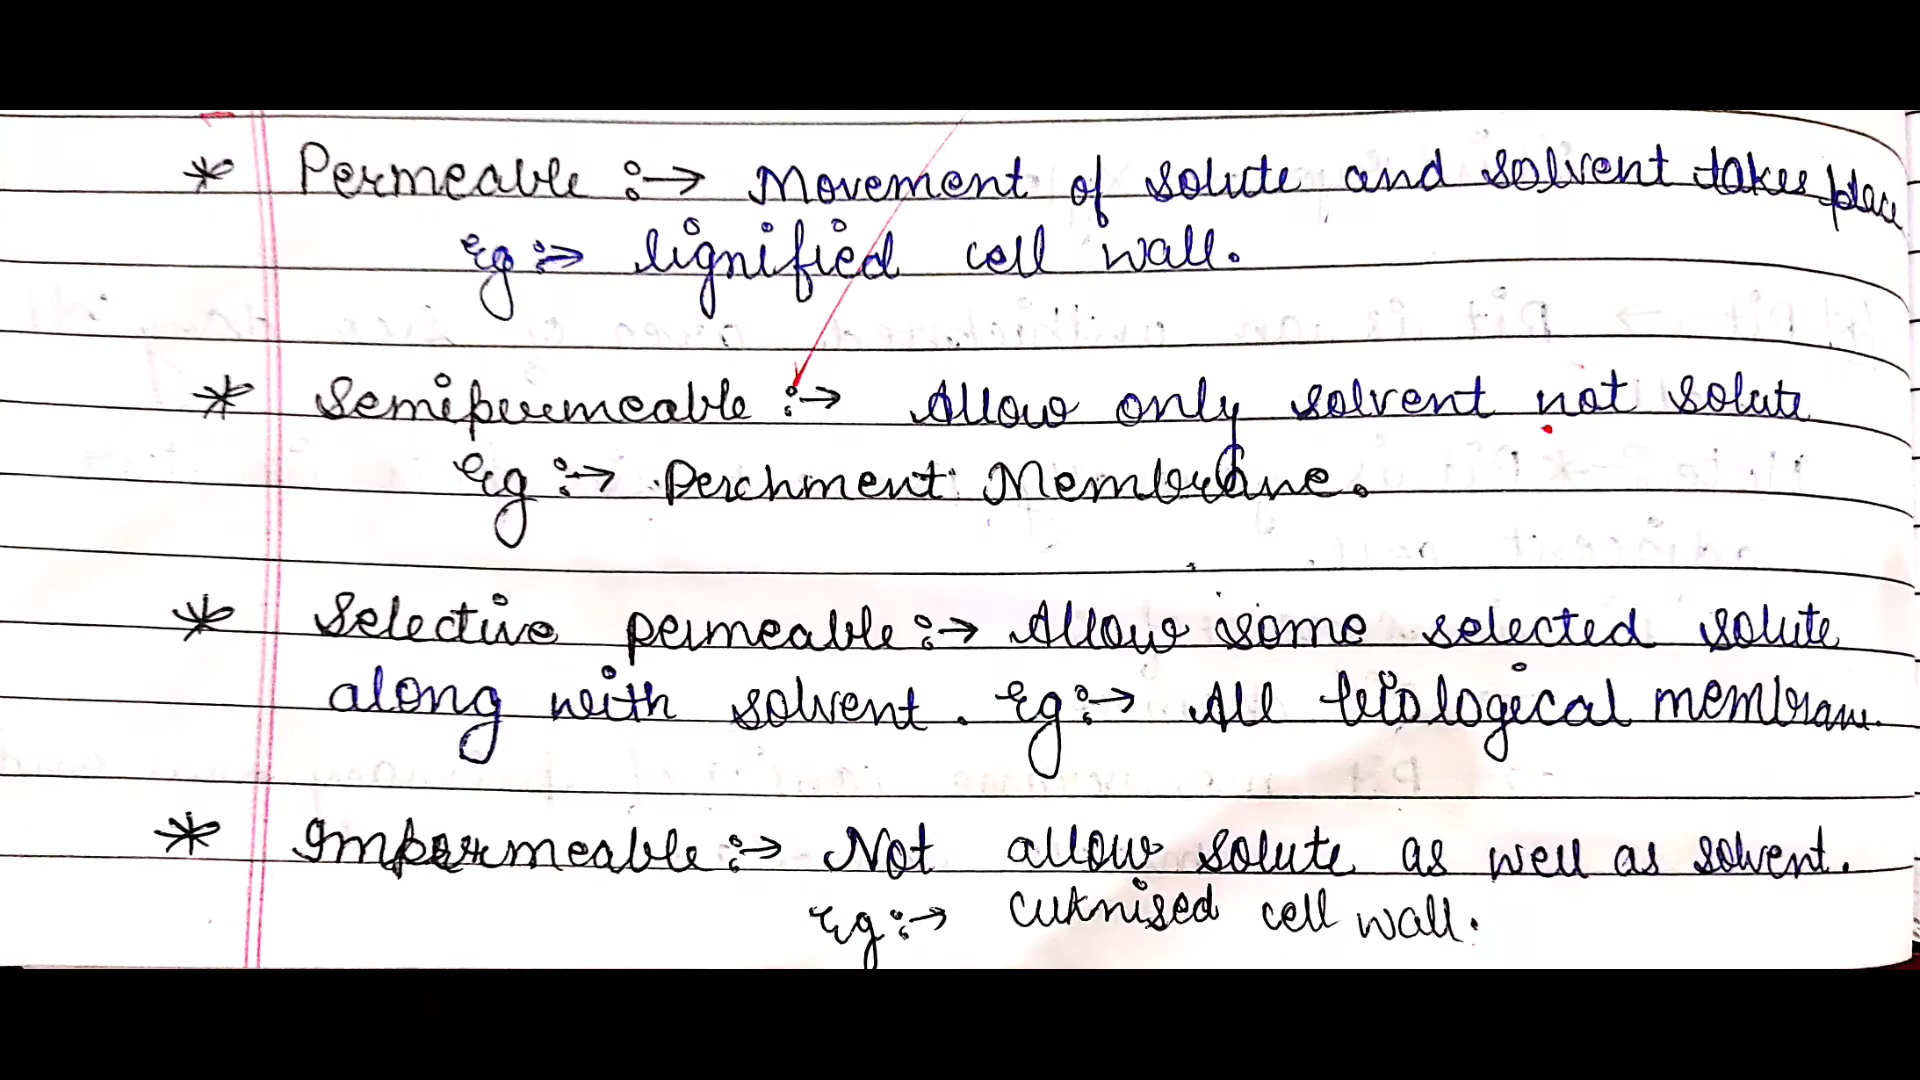 * Permeable :→ Movement of solute and solvent takes place
Eg :→ lignified cell wall.
* Semipermeable :→ Allow only solvent not solute
Eg :→ Perchment Membrane.
* Selective permeable :→ Allow some selected solute
along with solvent. Eg :→ All biological membrane.
* Impermeable :→ Not allow solute as well as solvent.
Eg :→ cutinised cell wall.